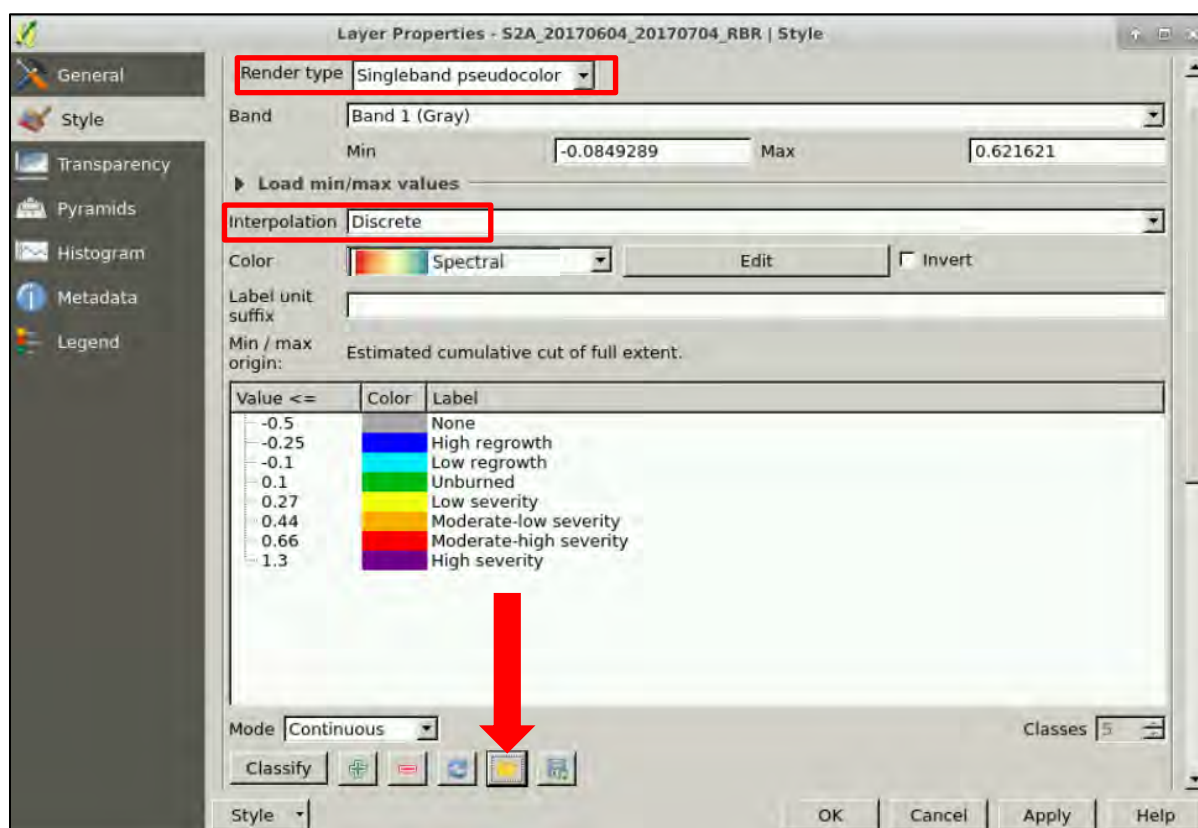 Layer Properties - S2A_20170604_20170704_RBR | Style
General
Style
Transparency
Pyramids
Histogram
Metadata
Legend
Render type Singleband pseudocolor
Band Band 1 (Gray)
Min -0.0849289 Max 0.621621
Load min/max values
Interpolation Discrete
Color Spectral Edit Invert
Label unit
suffix
Min / max
origin: Estimated cumulative cut of full extent.
Value <= Color Label
-0.5 None
-0.25 High regrowth
-0.1 Low regrowth
0.1 Unburned
0.27 Low severity
0.44 Moderate-low severity
0.66 Moderate-high severity
1.3 High severity
Mode Continuous Classes 5
Classify
Style OK Cancel Apply Help